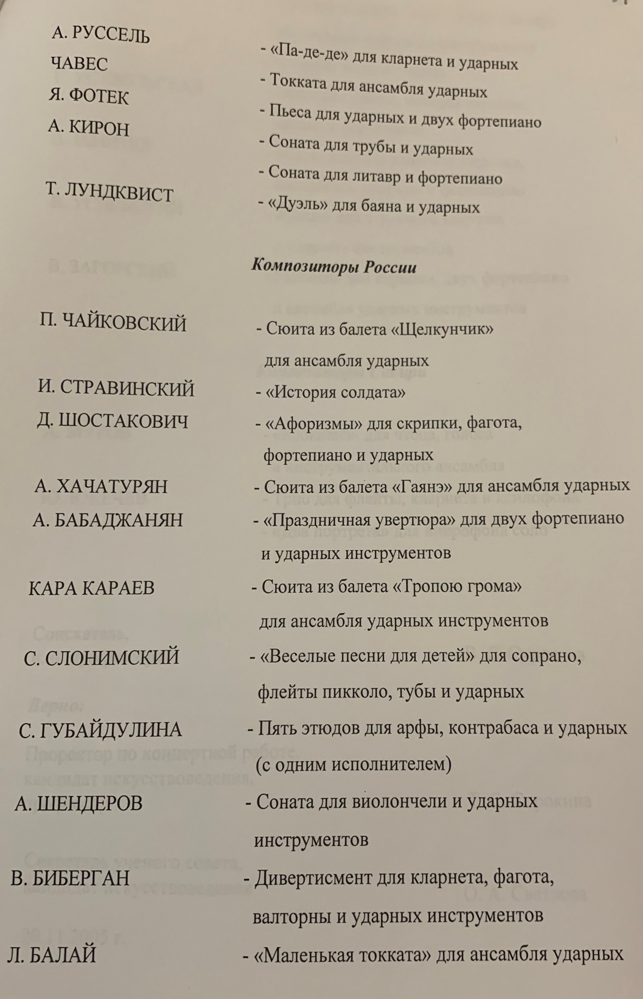 А. РУССЕЛЬ - «Па-де-де» для кларнета и ударных
ЧАВЕС - Токката для ансамбля ударных
Я. ФОТЕК - Пьеса для ударных и двух фортепиано
А. КИРОН - Соната для трубы и ударных
- Соната для литавр и фортепиано
Т. ЛУНДКВИСТ - «Дуэль» для баяна и ударных
Композиторы России
П. ЧАЙКОВСКИЙ - Сюита из балета «Щелкунчик»
для ансамбля ударных
И. СТРАВИНСКИЙ - «История солдата»
Д. ШОСТАКОВИЧ - «Афоризмы» для скрипки, фагота,
фортепиано и ударных
А. ХАЧАТУРЯН - Сюита из балета «Гаянэ» для ансамбля ударных
А. БАБАДЖАНЯН - «Праздничная увертюра» для двух фортепиано
и ударных инструментов
КАРА КАРАЕВ - Сюита из балета «Тропою грома»
для ансамбля ударных инструментов
С. СЛОНИМСКИЙ - «Веселые песни для детей» для сопрано,
флейты пикколо, тубы и ударных
С. ГУБАЙДУЛИНА - Пять этюдов для арфы, контрабаса и ударных
(с одним исполнителем)
А. ШЕНДЕРОВ - Соната для виолончели и ударных
инструментов
В. БИБЕРГАН - Дивертисмент для кларнета, фагота,
валторны и ударных инструментов
Л. БАЛАЙ - «Маленькая токката» для ансамбля ударных